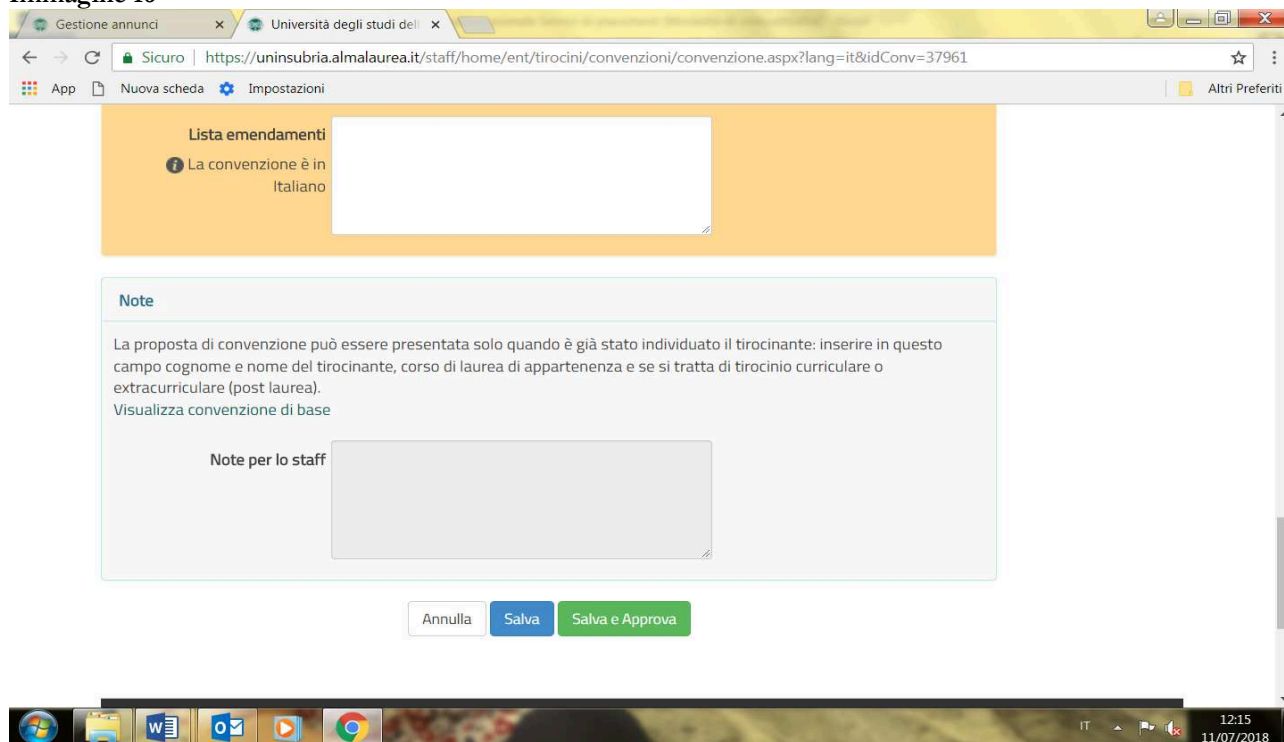 Gestione annunci
Università degli studi dell
Sicuro | https://uninsubria.almalaurea.it/staff/home/ent/tirocini/convenzioni/convenzione.aspx?lang=it&idConv=37961
App Nuova scheda Impostazioni Altri Preferiti
Lista emendamenti
La convenzione è in
Italiano
Note
La proposta di convenzione può essere presentata solo quando è già stato individuato il tirocinante: inserire in questo
campo cognome e nome del tirocinante, corso di laurea di appartenenza e se si tratta di tirocinio curriculare o
extracurriculare (post laurea).
Visualizza convenzione di base
Note per lo staff
Annulla Salva Salva e Approva
IT 12:15
11/07/2018